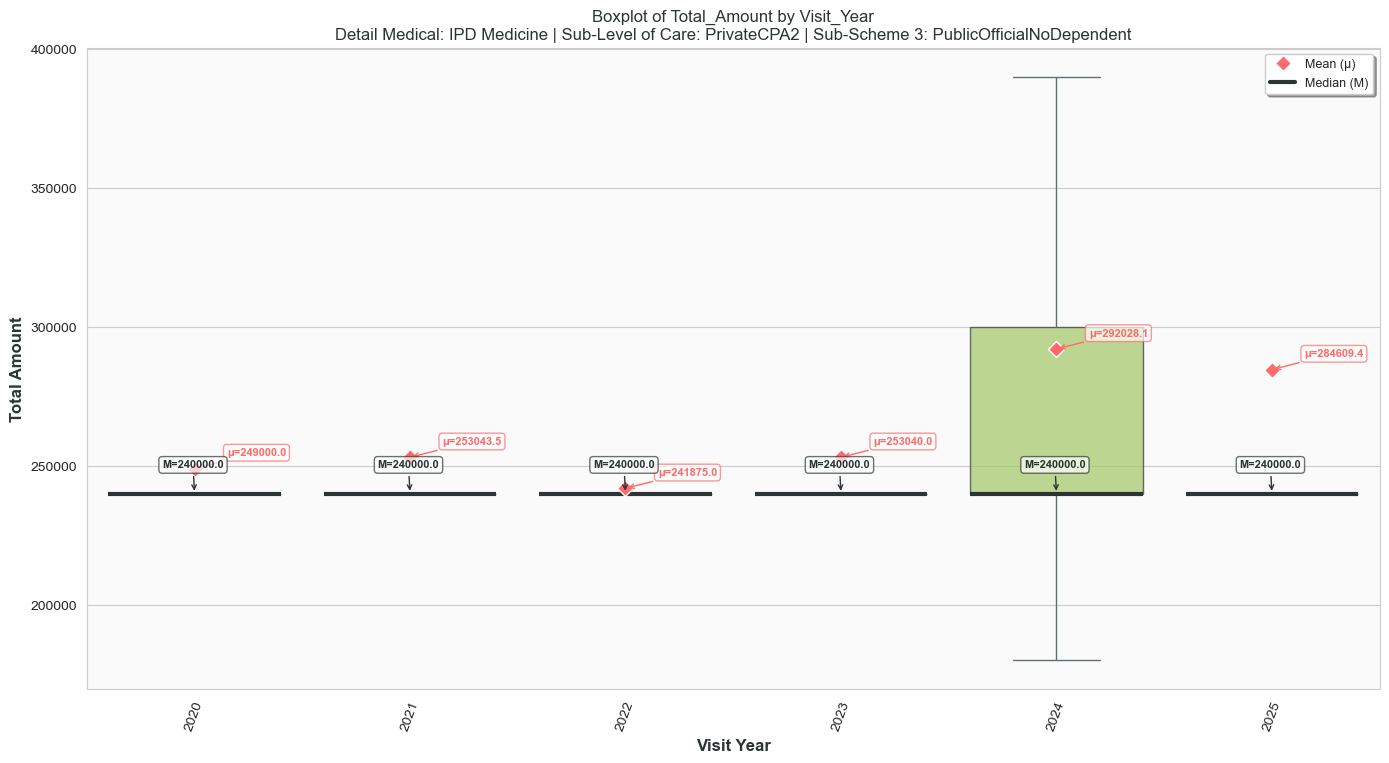 Boxplot of Total_Amount by Visit_Year
Detail Medical: IPD Medicine | Sub-Level of Care: PrivateCPA2 | Sub-Scheme 3: PublicOfficialNoDependent
Mean (μ)
Median (M)
Total Amount
400000
350000
300000
250000
200000
μ=249000.0
M=240000.0
μ=253043.5
M=240000.0
μ=241875.0
M=240000.0
μ=253040.0
M=240000.0
μ=292028.1
M=240000.0
μ=284609.4
M=240000.0
2020
2021
2022
2023
2024
2025
Visit Year